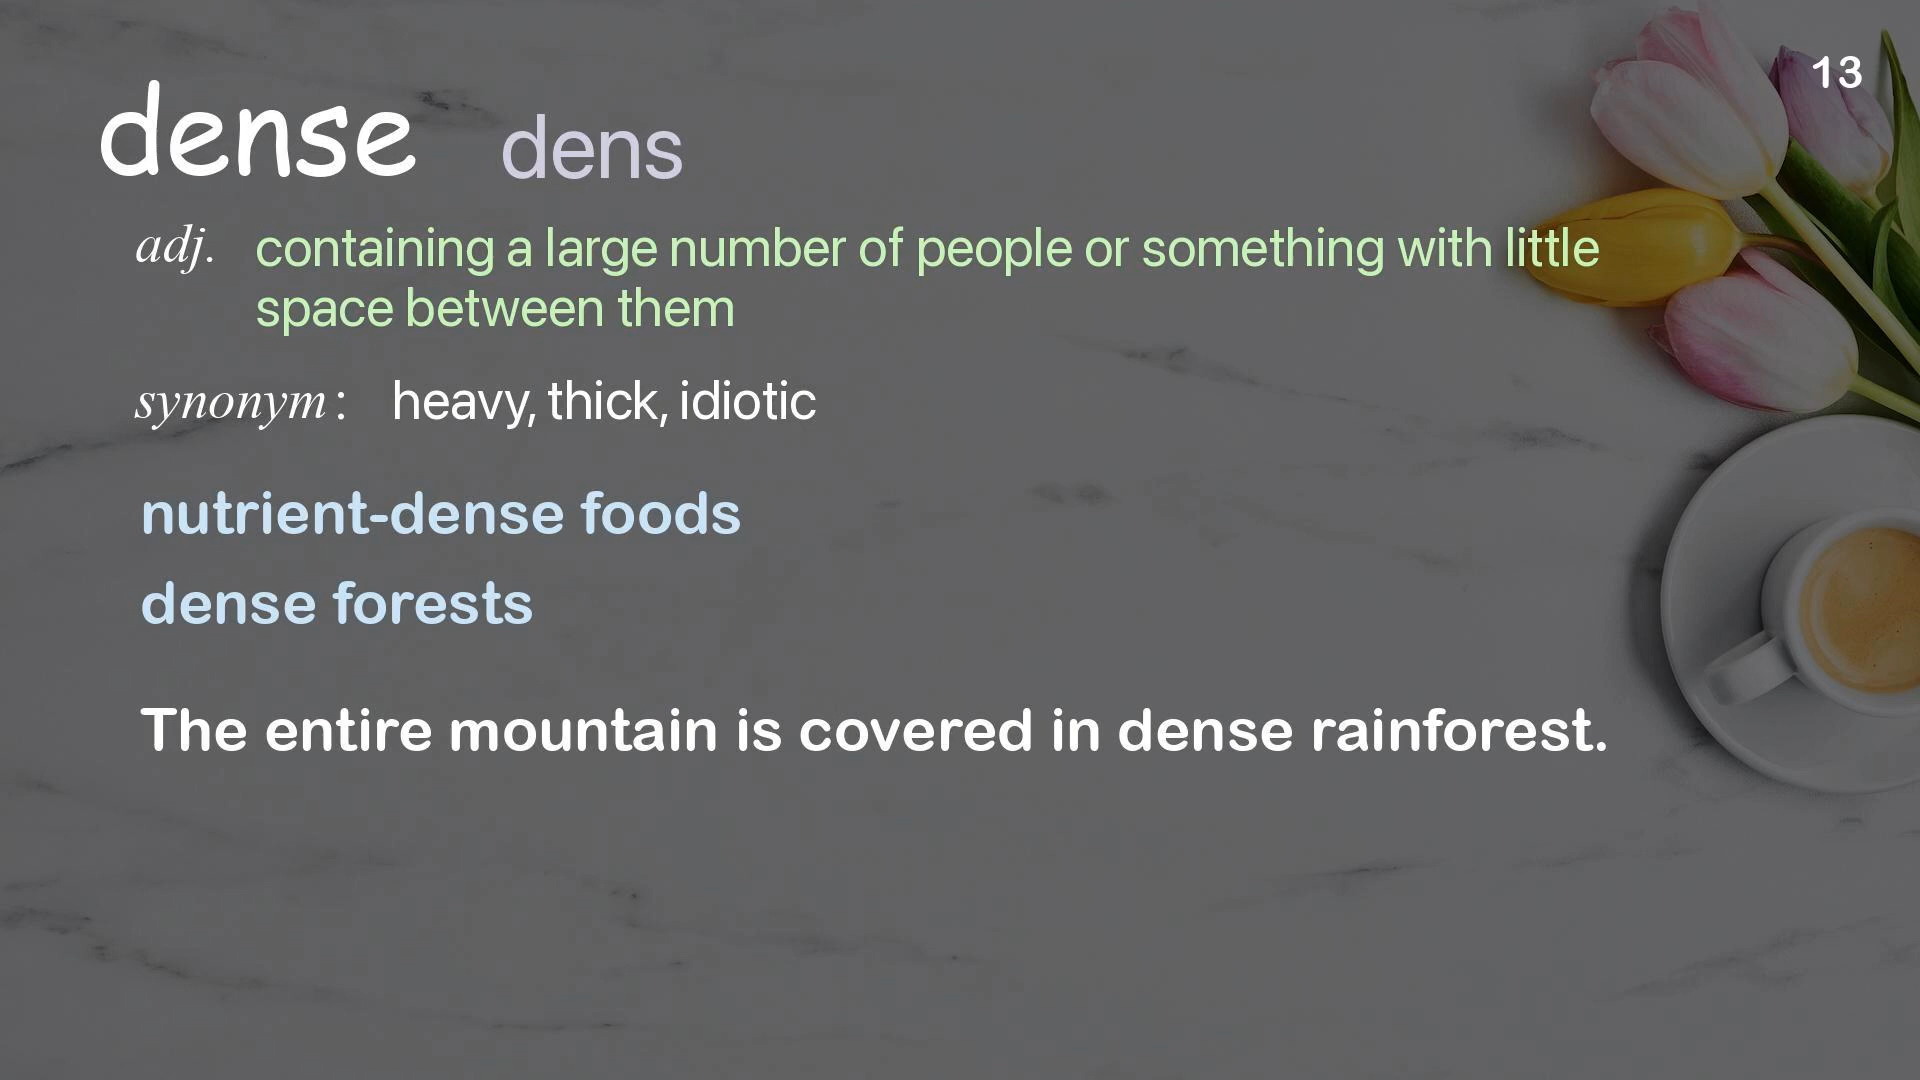 13
dense dens
adj. containing a large number of people or something with little
space between them
synonym: heavy, thick, idiotic
nutrient-dense foods
dense forests
The entire mountain is covered in dense rainforest.